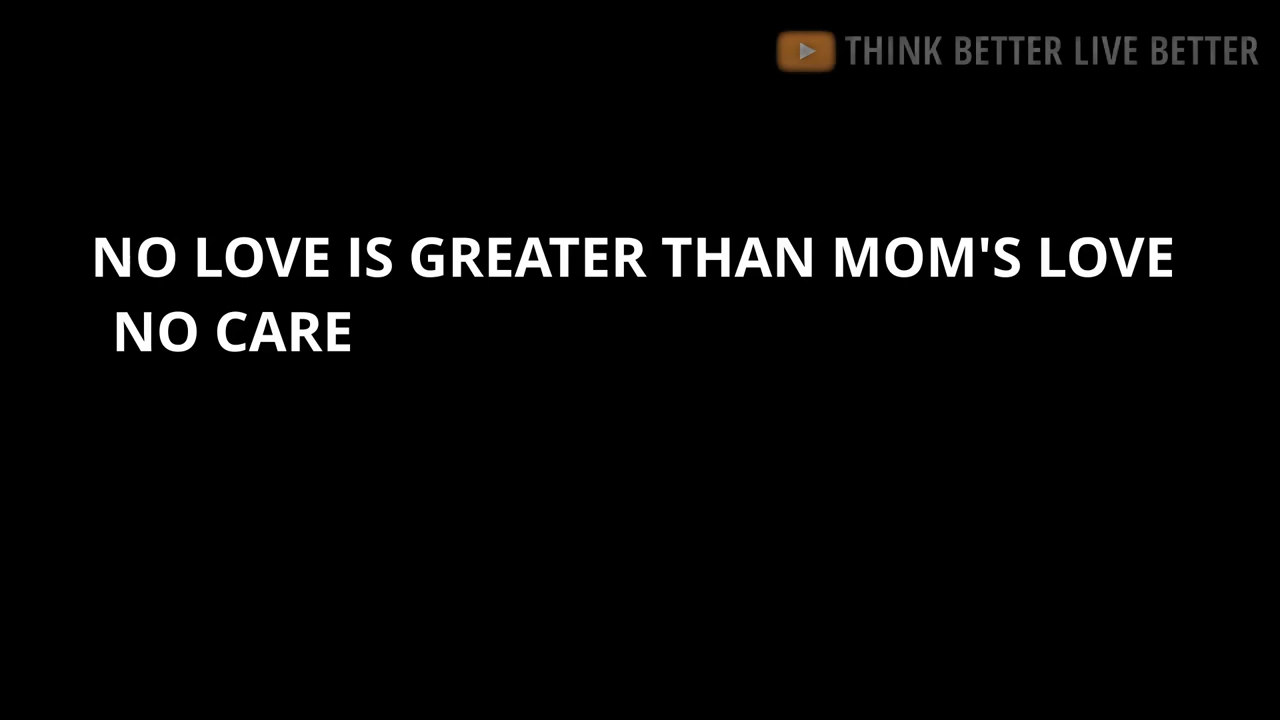 THINK BETTER LIVE BETTER
NO LOVE IS GREATER THAN MOM'S LOVE
NO CARE